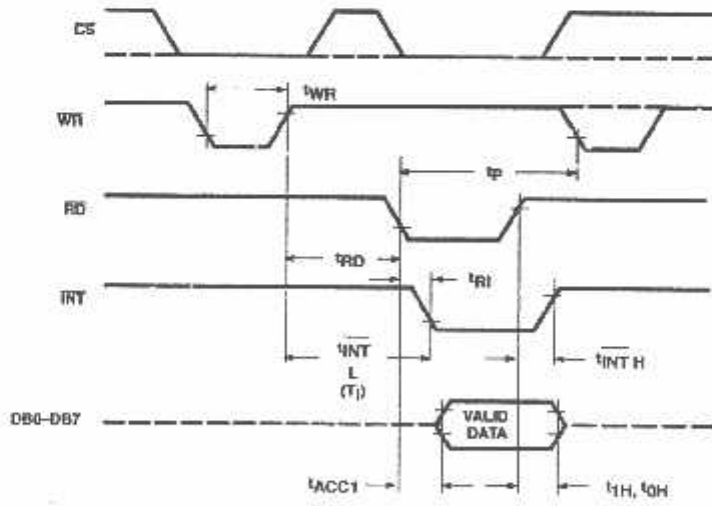 CS
tWR
WR
tP
RD
tRD
tRI
INT
tINT
L
(Ti)
tINT H
DB0–DB7
VALID
DATA
tACC1
t1H, t0H